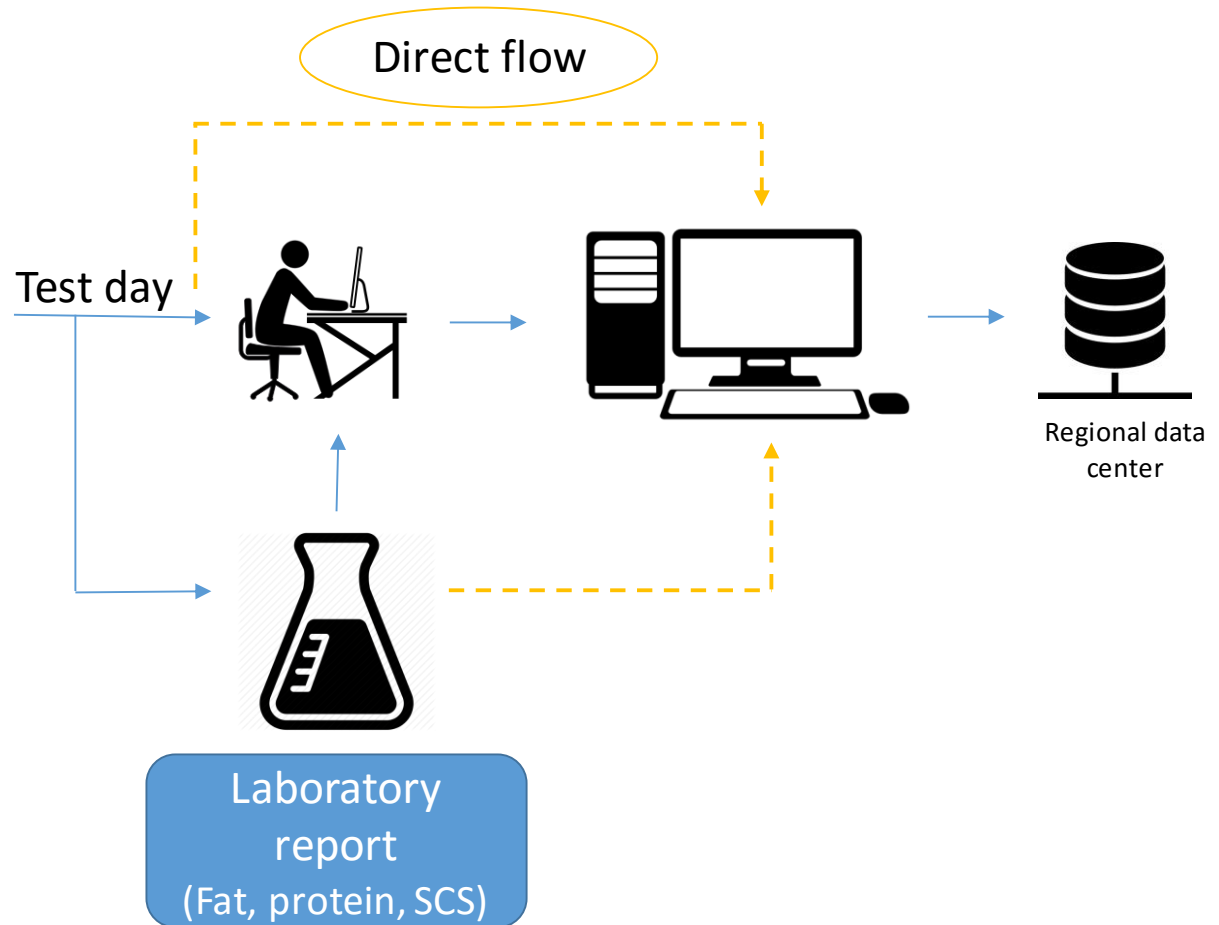 Direct flow
Test day
Regional data
center
Laboratory
report
(Fat, protein, SCS)